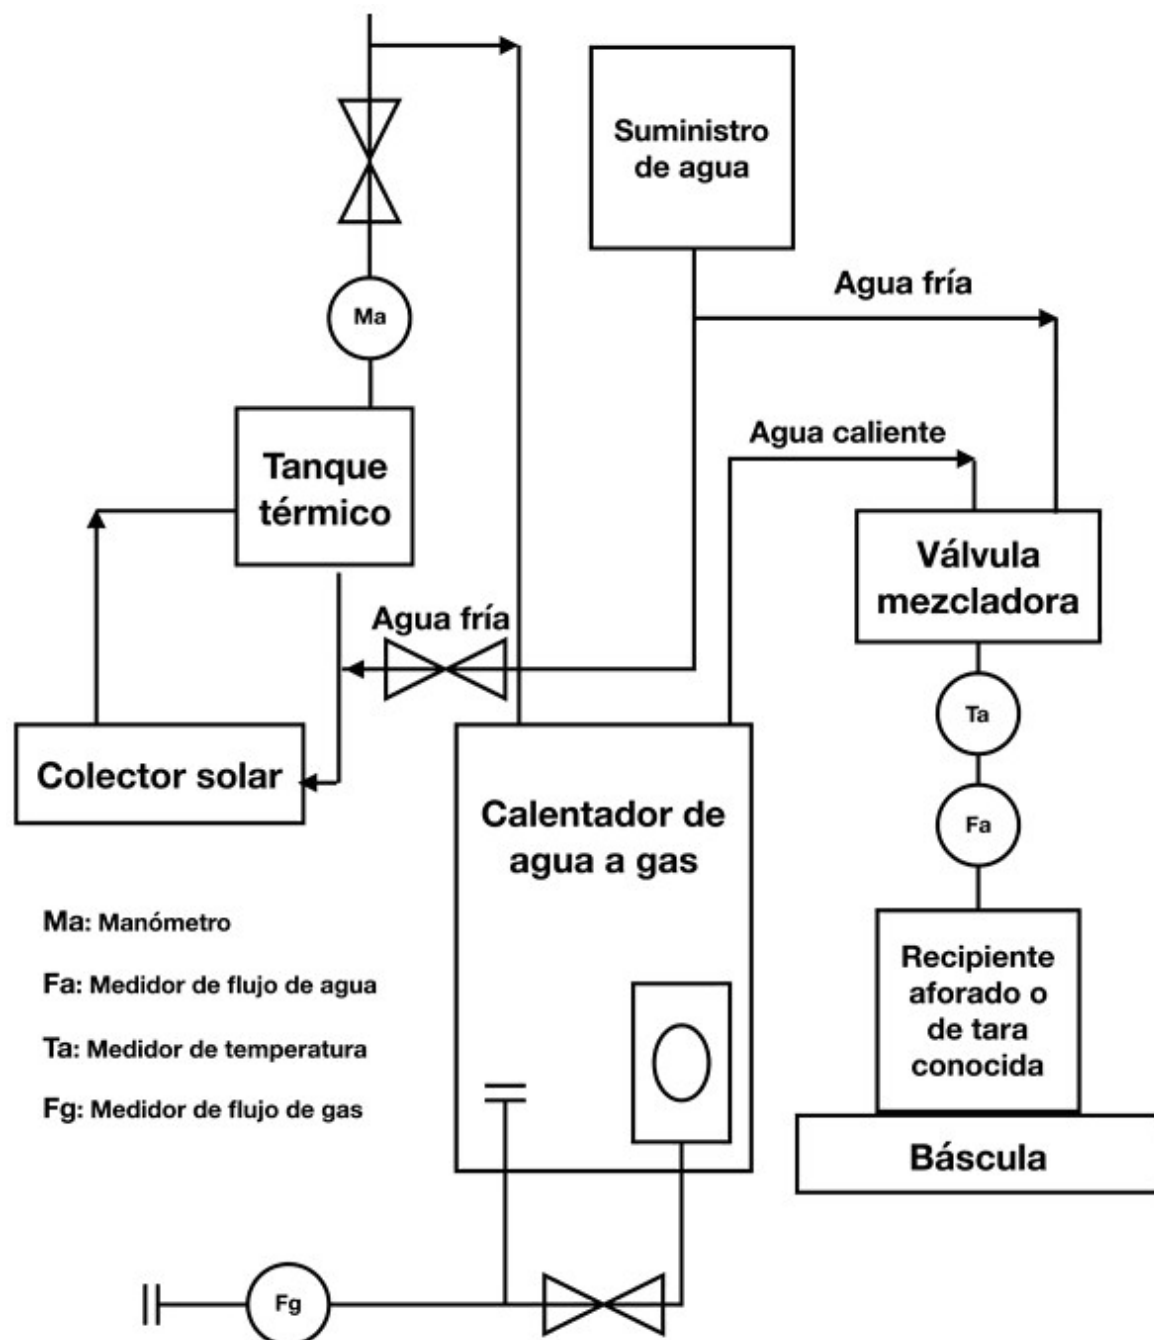 Suministro
de agua
Agua fría
Ma
Agua caliente
Tanque
térmico
Válvula
mezcladora
Agua fría
Ta
Colector solar
Calentador de
agua a gas
Fa
Ma: Manómetro
Fa: Medidor de flujo de agua
Ta: Medidor de temperatura
Fg: Medidor de flujo de gas
Recipiente
aforado o
de tara
conocida
Báscula
Fg